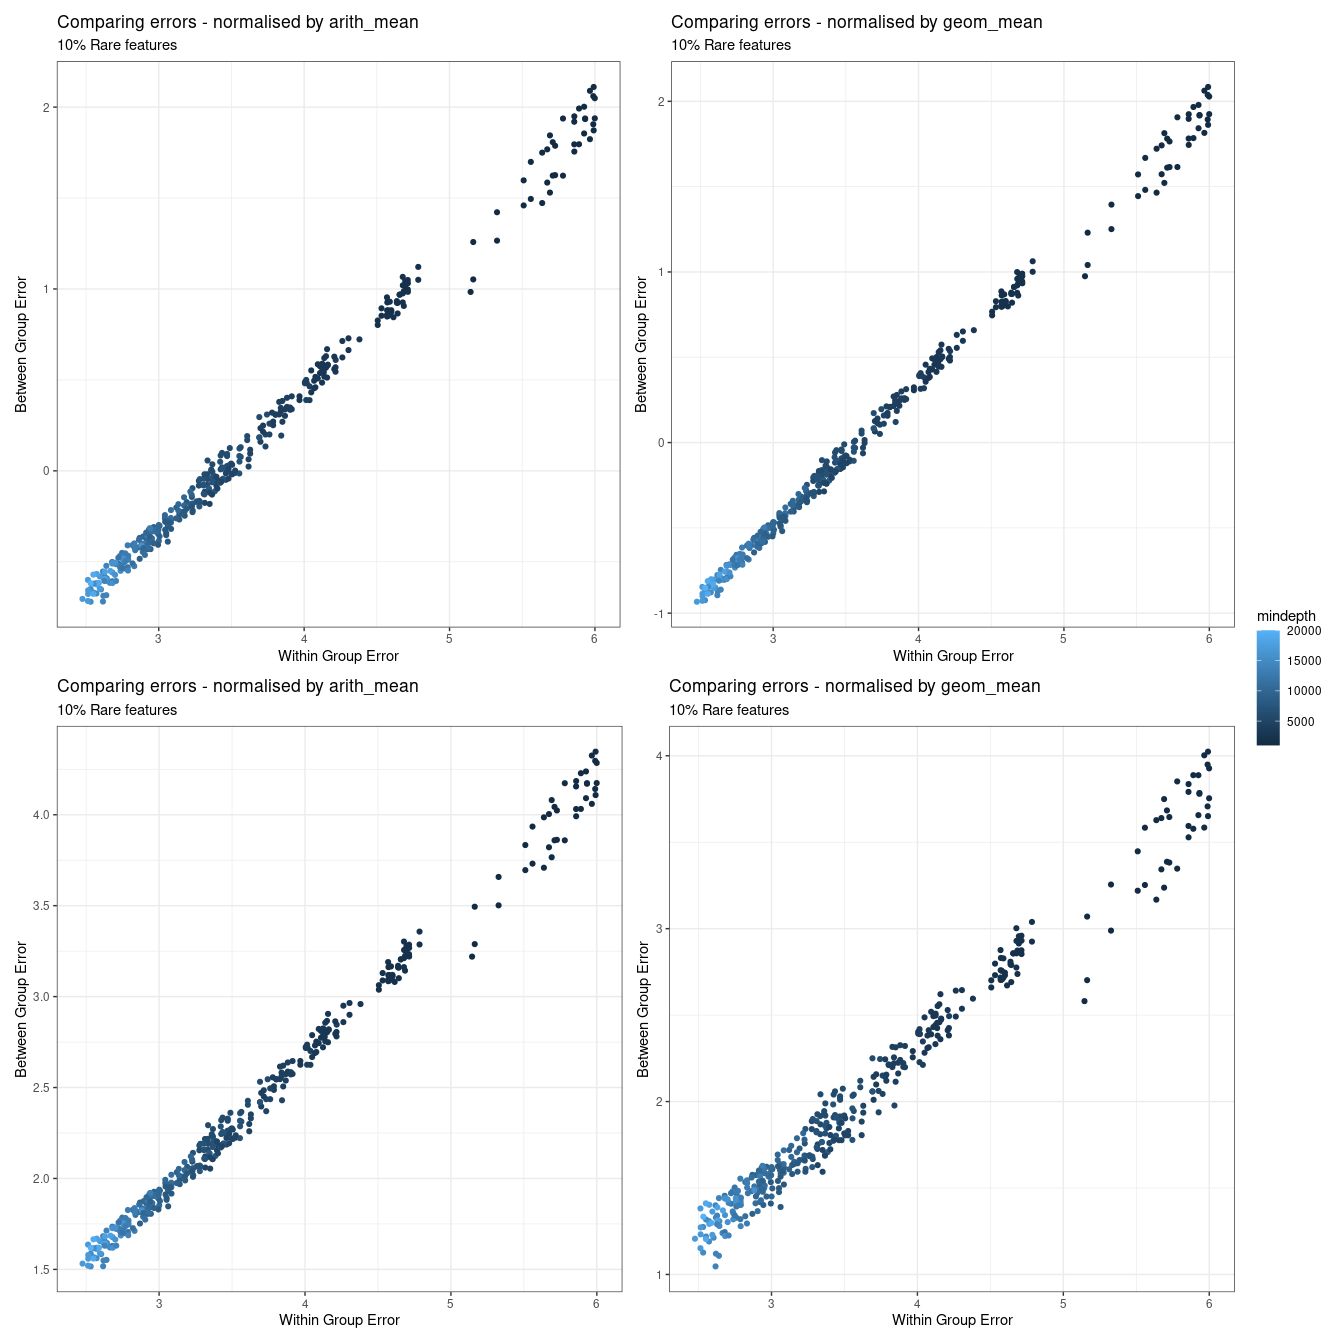 Comparing errors - normalised by arith_mean
10% Rare features
2
1
0
Between Group Error
3 4 5 6
Within Group Error
Comparing errors - normalised by geom_mean
10% Rare features
2
1
0
-1
Between Group Error
3 4 5 6
Within Group Error
mindepth
20000
15000
10000
5000
Comparing errors - normalised by arith_mean
10% Rare features
4.0
3.5
3.0
2.5
2.0
1.5
Between Group Error
3 4 5 6
Within Group Error
Comparing errors - normalised by geom_mean
10% Rare features
4
3
2
1
Between Group Error
3 4 5 6
Within Group Error